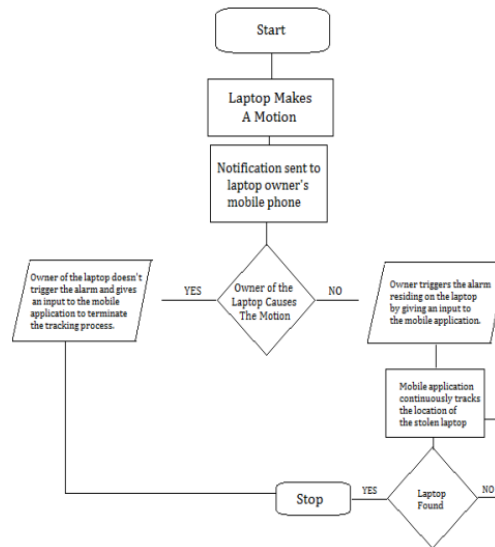 Start
Laptop Makes
A Motion
Notification sent to
laptop owner's
mobile phone
Owner of the laptop doesn't
trigger the alarm and gives
an input to the mobile
application to terminate
the tracking process.
YES
Owner of the
Laptop Causes
The Motion
NO
Owner triggers the alarm
residing on the laptop
by giving an input to
the mobile application.
Mobile application
continuously tracks
the location of
the stolen laptop
Stop
YES
Laptop
Found
NO